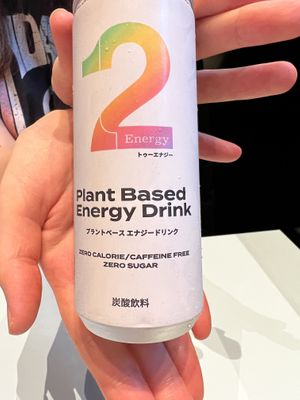 2
Energy
トゥーエナジー
Plant Based
Energy Drink
プラントベース エナジードリンク
ZERO CALORIE/CAFFEINE FREE
ZERO SUGAR
炭酸飲料